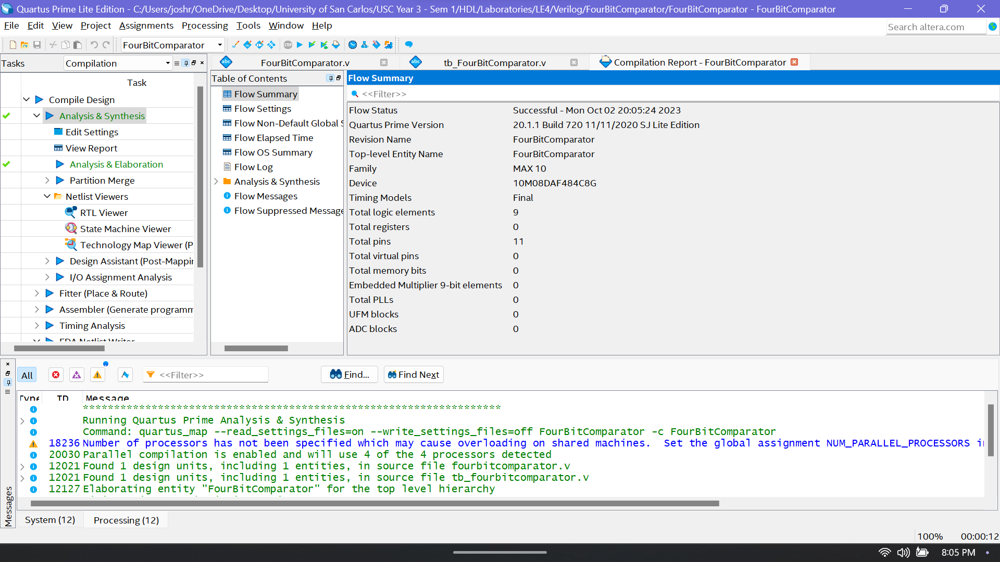 Quartus Prime Lite Edition - C:/Users/joshr/OneDrive/Desktop/University of San Carlos/USC Year 3 - Sem 1/HDL/Laboratories/LE4/Verilog/FourBitComparator/FourBitComparator - FourBitComparator
File Edit View Project Assignments Processing Tools Window Help
Search altera.com
FourBitComparator
Tasks Compilation
Task
Compile Design
Analysis & Synthesis
Edit Settings
View Report
Analysis & Elaboration
Partition Merge
Netlist Viewers
RTL Viewer
State Machine Viewer
Technology Map Viewer (P
Design Assistant (Post-Mappin
I/O Assignment Analysis
Fitter (Place & Route)
Assembler (Generate programm
Timing Analysis
EDA Netlist Writer
FourBitComparator.v
tb_FourBitComparator.v
Compilation Report - FourBitComparator
Table of Contents
Flow Summary
Flow Settings
Flow Non-Default Global S
Flow Elapsed Time
Flow OS Summary
Flow Log
Analysis & Synthesis
Flow Messages
Flow Suppressed Message
Flow Summary
<<Filter>>
Flow Status Successful - Mon Oct 02 20:05:24 2023
Quartus Prime Version 20.1.1 Build 720 11/11/2020 SJ Lite Edition
Revision Name FourBitComparator
Top-level Entity Name FourBitComparator
Family MAX 10
Device 10M08DAF484C8G
Timing Models Final
Total logic elements 9
Total registers 0
Total pins 11
Total virtual pins 0
Total memory bits 0
Embedded Multiplier 9-bit elements 0
Total PLLs 0
UFM blocks 0
ADC blocks 0
All <<Filter>> Find... Find Next
Type ID Message
*******************************************************************
Running Quartus Prime Analysis & Synthesis
Command: quartus_map --read_settings_files=on --write_settings_files=off FourBitComparator -c FourBitComparator
18236 Number of processors has not been specified which may cause overloading on shared machines.  Set the global assignment NUM_PARALLEL_PROCESSORS in
20030 Parallel compilation is enabled and will use 4 of the 4 processors detected
12021 Found 1 design units, including 1 entities, in source file fourbitcomparator.v
12021 Found 1 design units, including 1 entities, in source file tb_fourbitcomparator.v
12127 Elaborating entity "FourBitComparator" for the top level hierarchy
Messages
System (12) Processing (12)
100% 00:00:12
8:05 PM